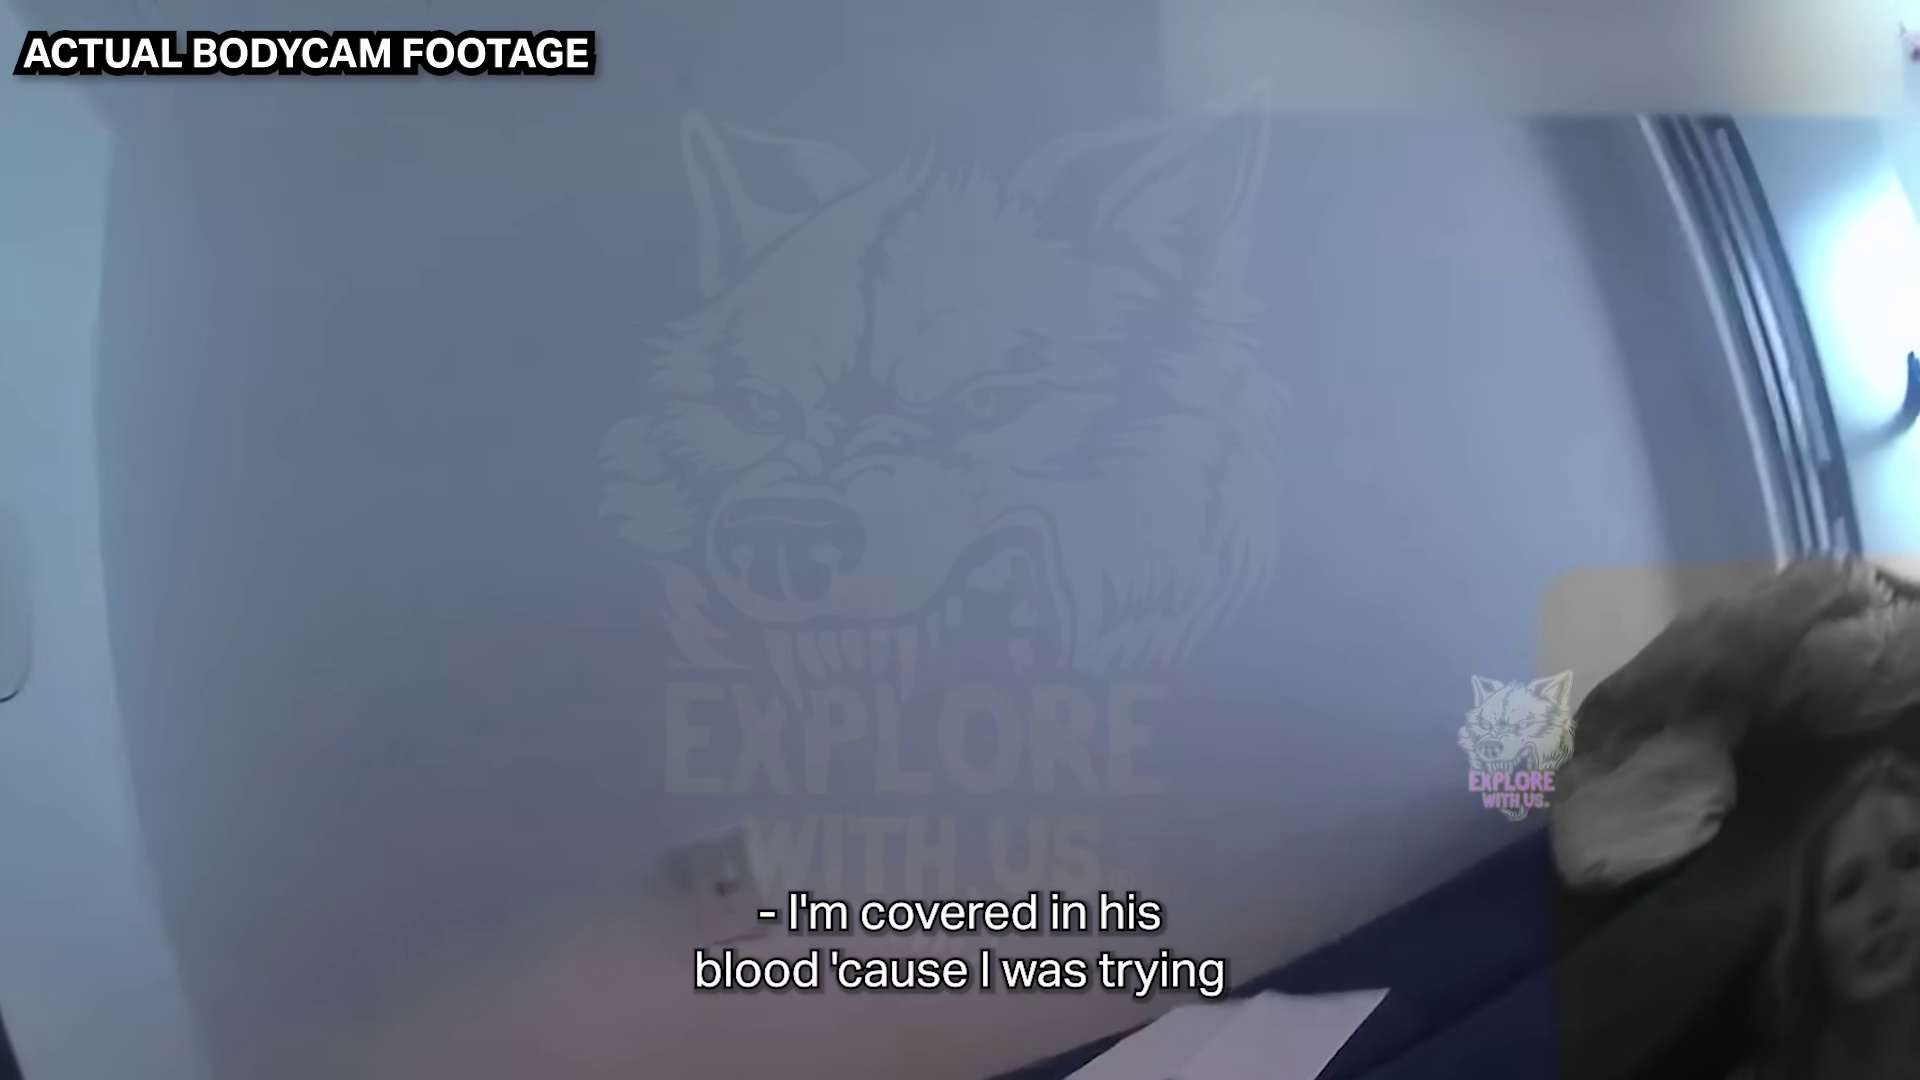 ACTUAL BODYCAM FOOTAGE
EXPLORE
WITH US.
EXPLORE
WITH US.
- I'm covered in his
blood 'cause I was trying